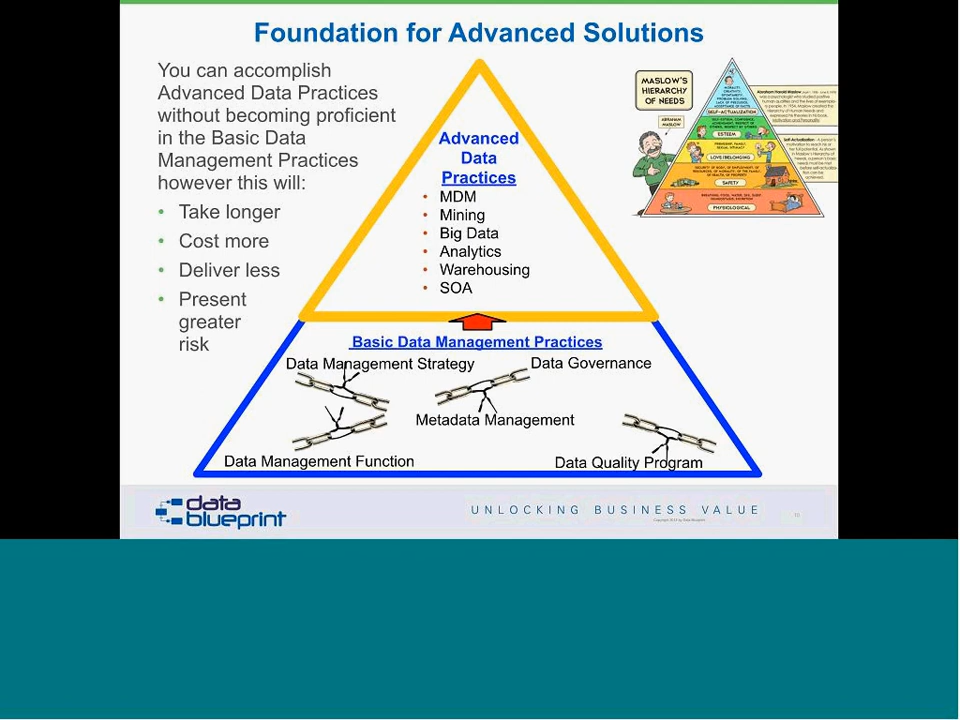 Foundation for Advanced Solutions
You can accomplish
Advanced Data Practices
without becoming proficient
in the Basic Data
Management Practices
however this will:
• Take longer
• Cost more
• Deliver less
• Present
greater
risk
Advanced
Data
Practices
• MDM
• Mining
• Big Data
• Analytics
• Warehousing
• SOA
MASLOW'S
HIERARCHY
OF NEEDS
ABRAHAM
MASLOW
SELF-ACTUALIZATION
ESTEEM
LOVE/BELONGING
SAFETY
PHYSIOLOGICAL
Basic Data Management Practices
Data Management Strategy
Data Governance
Metadata Management
Data Management Function
Data Quality Program
data
blueprint
UNLOCKING BUSINESS VALUE
10